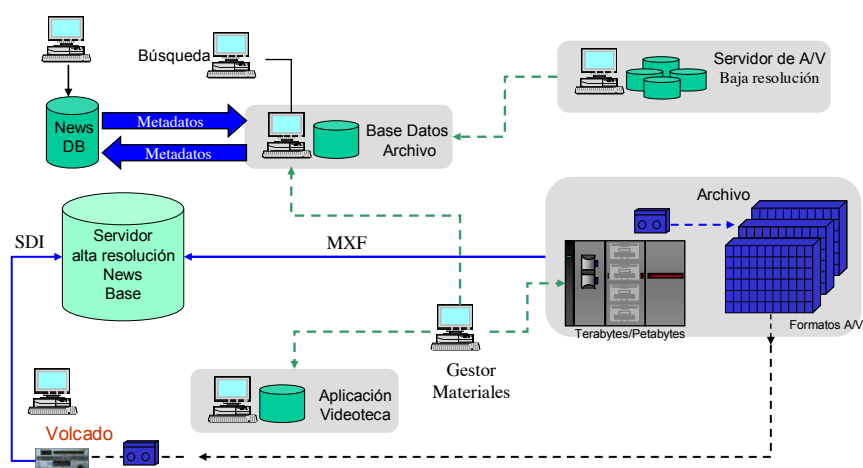 Búsqueda
Servidor de A/V
Baja resolución
News
DB
Metadatos
Metadatos
Base Datos
Archivo
Archivo
SDI
Servidor
alta resolución
News
Base
MXF
Terabytes/Petabytes
Formatos A/V
Gestor
Materiales
Aplicación
Videoteca
Volcado